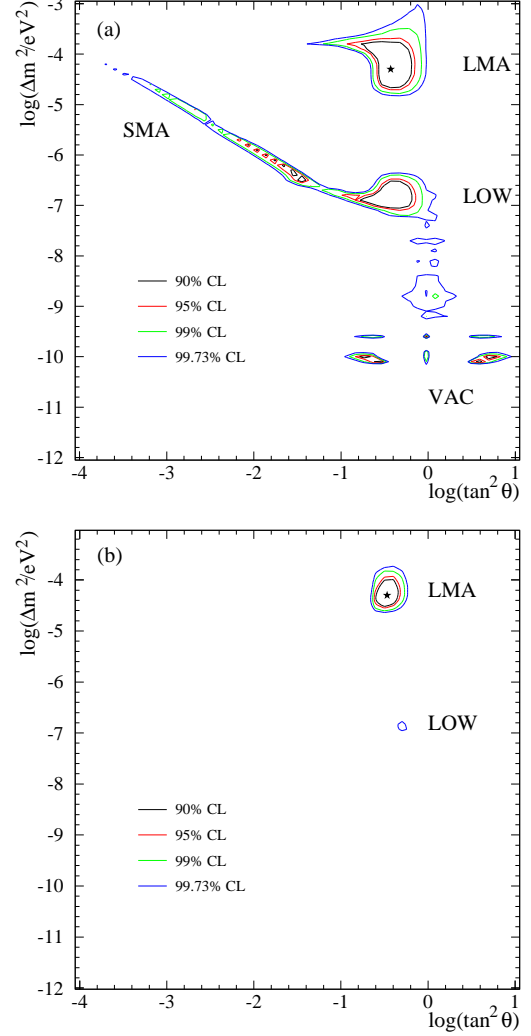 (a)
log(Δm²/eV²)
-3
-4
-5
-6
-7
-8
-9
-10
-11
-12
LMA
SMA
LOW
90% CL
95% CL
99% CL
99.73% CL
VAC
-4
-3
-2
-1
0
1
log(tan²θ)
(b)
log(Δm²/eV²)
-4
-5
-6
-7
-8
-9
-10
-11
-12
LMA
LOW
90% CL
95% CL
99% CL
99.73% CL
-4
-3
-2
-1
0
1
log(tan²θ)